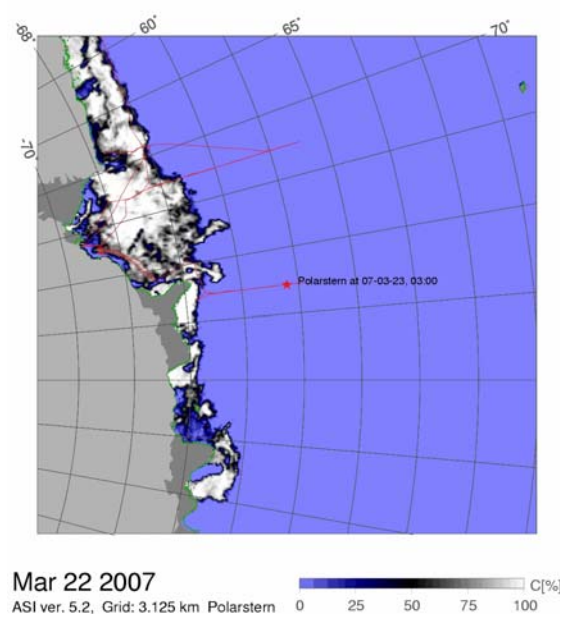 -68°
60°
65°
70°
-70°
Polarstern at 07-03-23, 03:00
Mar 22 2007
C[%]
ASI ver. 5.2, Grid: 3.125 km Polarstern
0 25 50 75 100